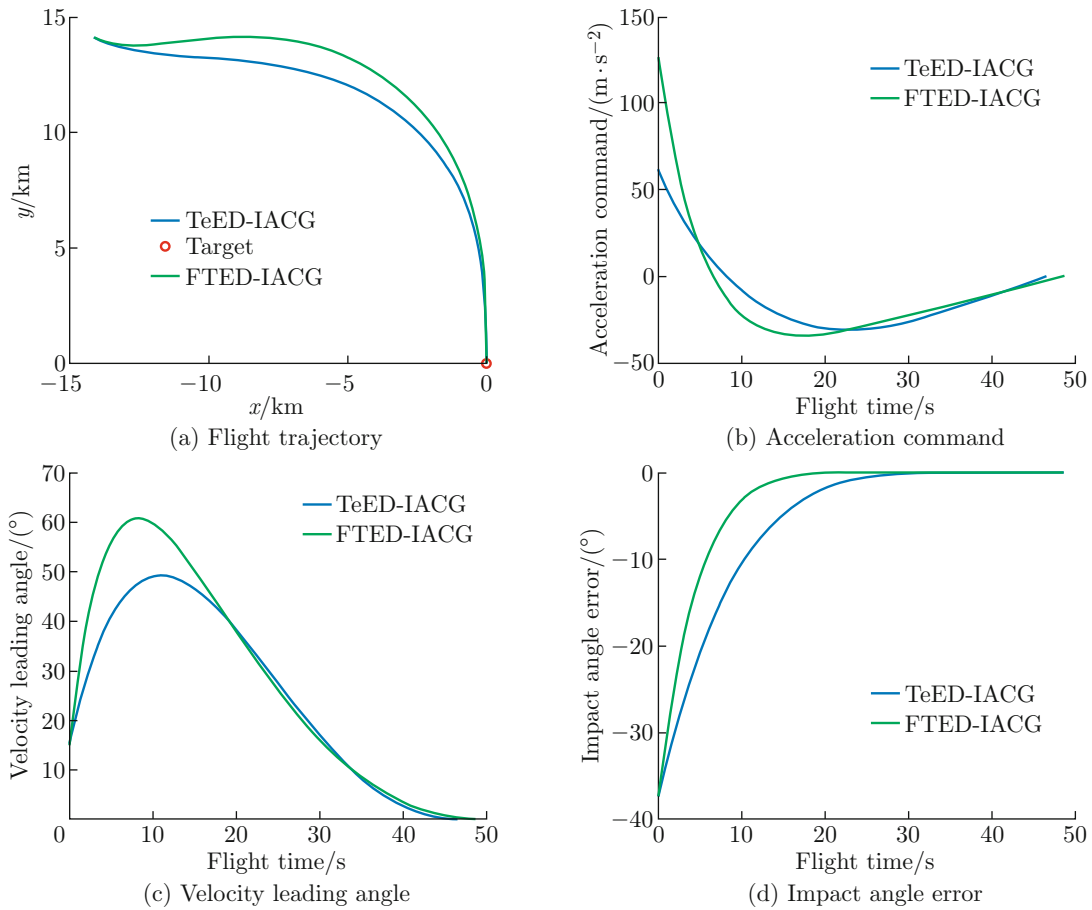 15
10
5
0
−15
−10
−5
0
y/km
x/km
TeED-IACG
Target
FTED-IACG
(a) Flight trajectory
150
100
50
0
−50
0
10
20
30
40
50
Acceleration command/(m·s⁻²)
Flight time/s
TeED-IACG
FTED-IACG
(b) Acceleration command
70
60
50
40
30
20
10
0
10
20
30
40
50
Velocity leading angle/(°)
Flight time/s
TeED-IACG
FTED-IACG
(c) Velocity leading angle
0
−10
−20
−30
−40
0
10
20
30
40
50
Impact angle error/(°)
Flight time/s
TeED-IACG
FTED-IACG
(d) Impact angle error